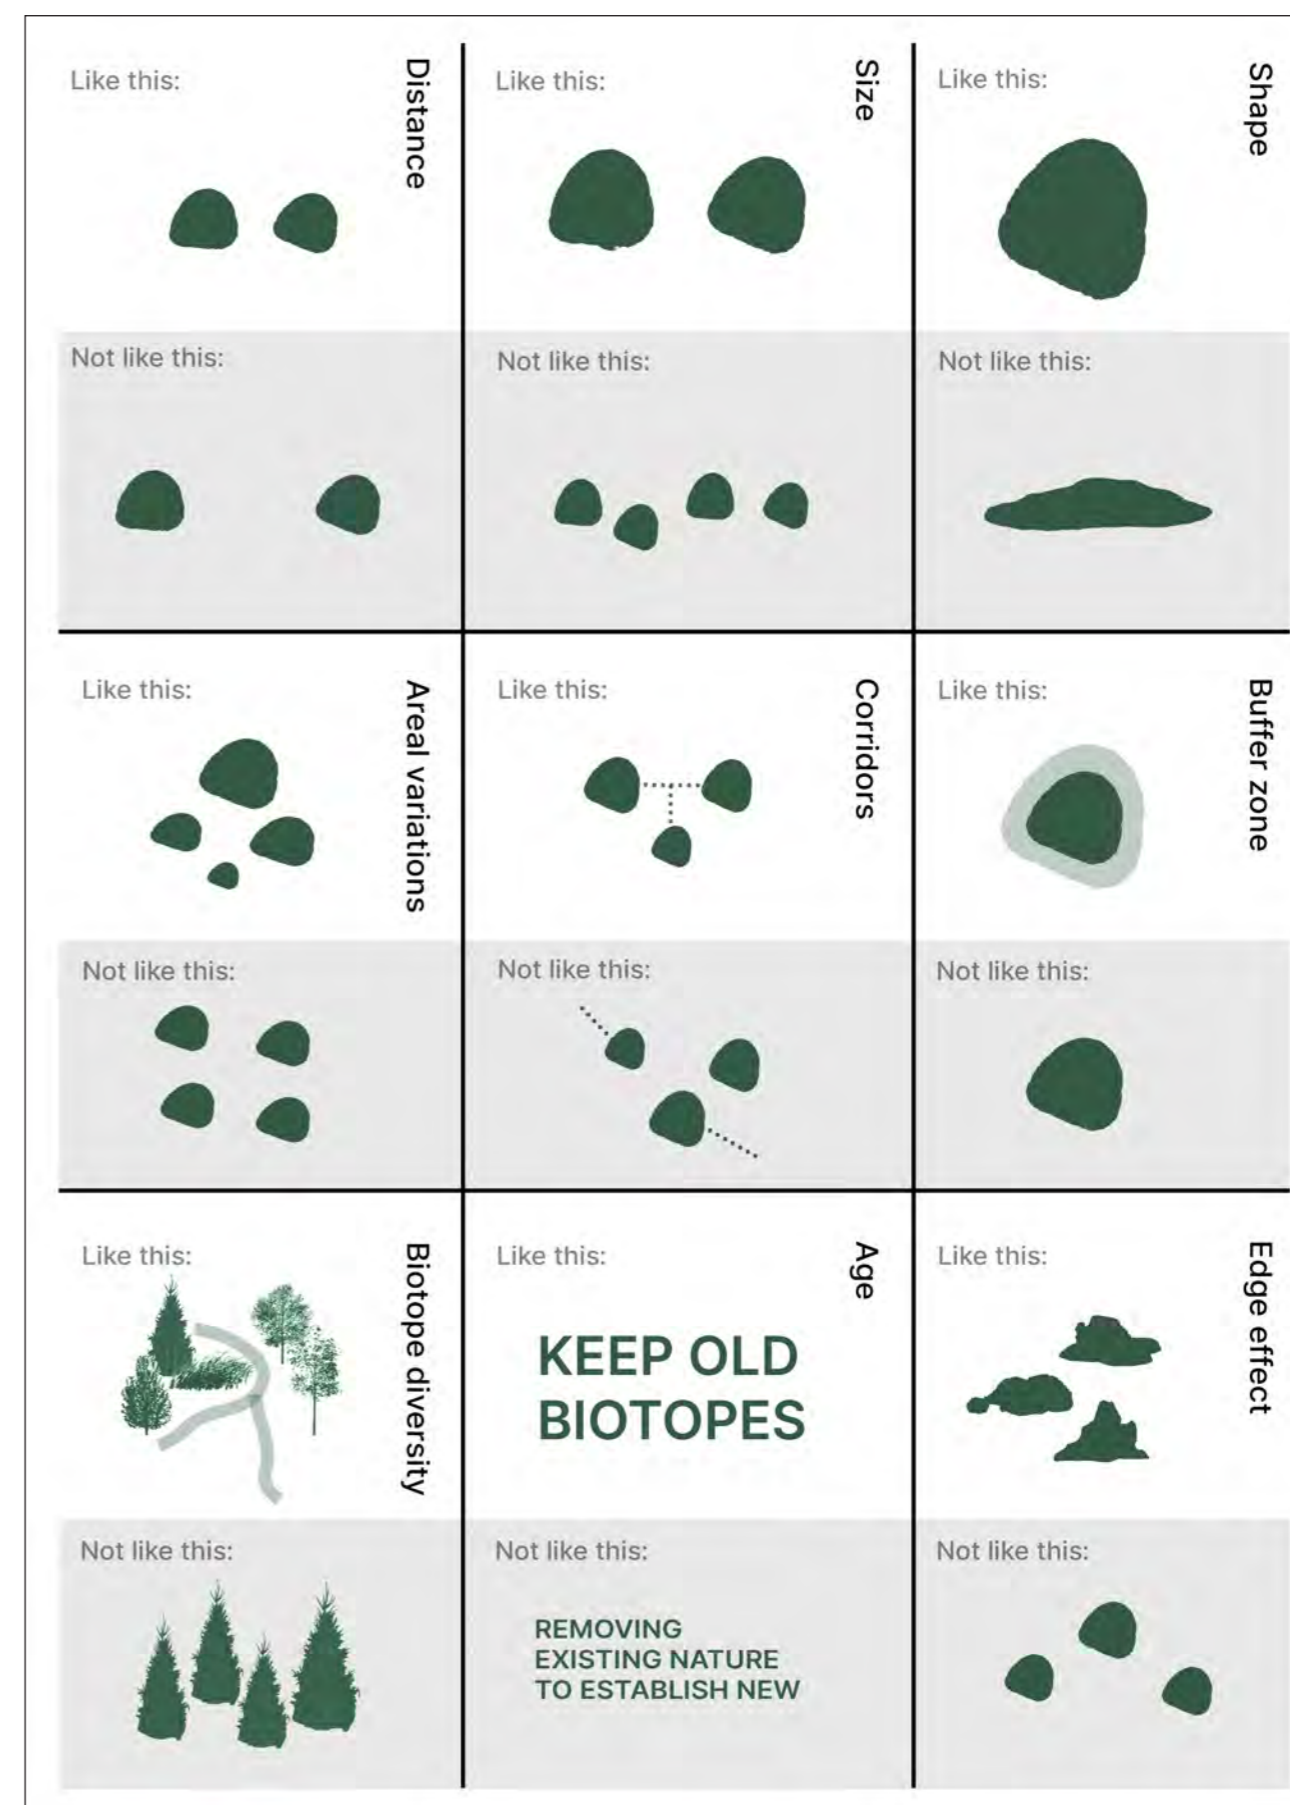 Like this:
Distance
Not like this:
Like this:
Size
Not like this:
Like this:
Shape
Not like this:
Like this:
Areal variations
Not like this:
Like this:
Corridors
Not like this:
Like this:
Buffer zone
Not like this:
Like this:
Biotope diversity
Not like this:
Like this:
Age
KEEP OLD
BIOTOPES
Not like this:
REMOVING
EXISTING NATURE
TO ESTABLISH NEW
Like this:
Edge effect
Not like this: